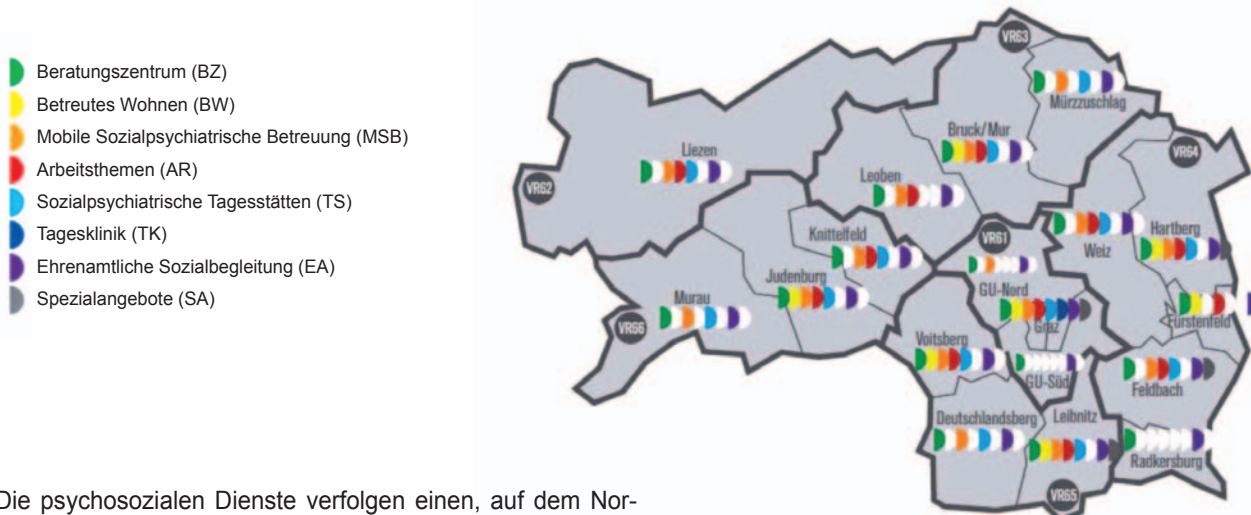 Beratungszentrum (BZ)
Betreutes Wohnen (BW)
Mobile Sozialpsychiatrische Betreuung (MSB)
Arbeitsthemen (AR)
Sozialpsychiatrische Tagesstätten (TS)
Tagesklinik (TK)
Ehrenamtliche Sozialbegleitung (EA)
Spezialangebote (SA)
VR63
Mürzzuschlag
Bruck/Mur
VR64
Liezen
VR62
Leoben
Hartberg
Weiz
Knittelfeld
VR61
Judenburg
GU-Nord
Murau
Graz
Fürstenfeld
VR66
Voitsberg
GU-Süd
Feldbach
Deutschlandsberg
Leibnitz
Radkersburg
VR65
Die psychosozialen Dienste verfolgen einen, auf dem Nor-